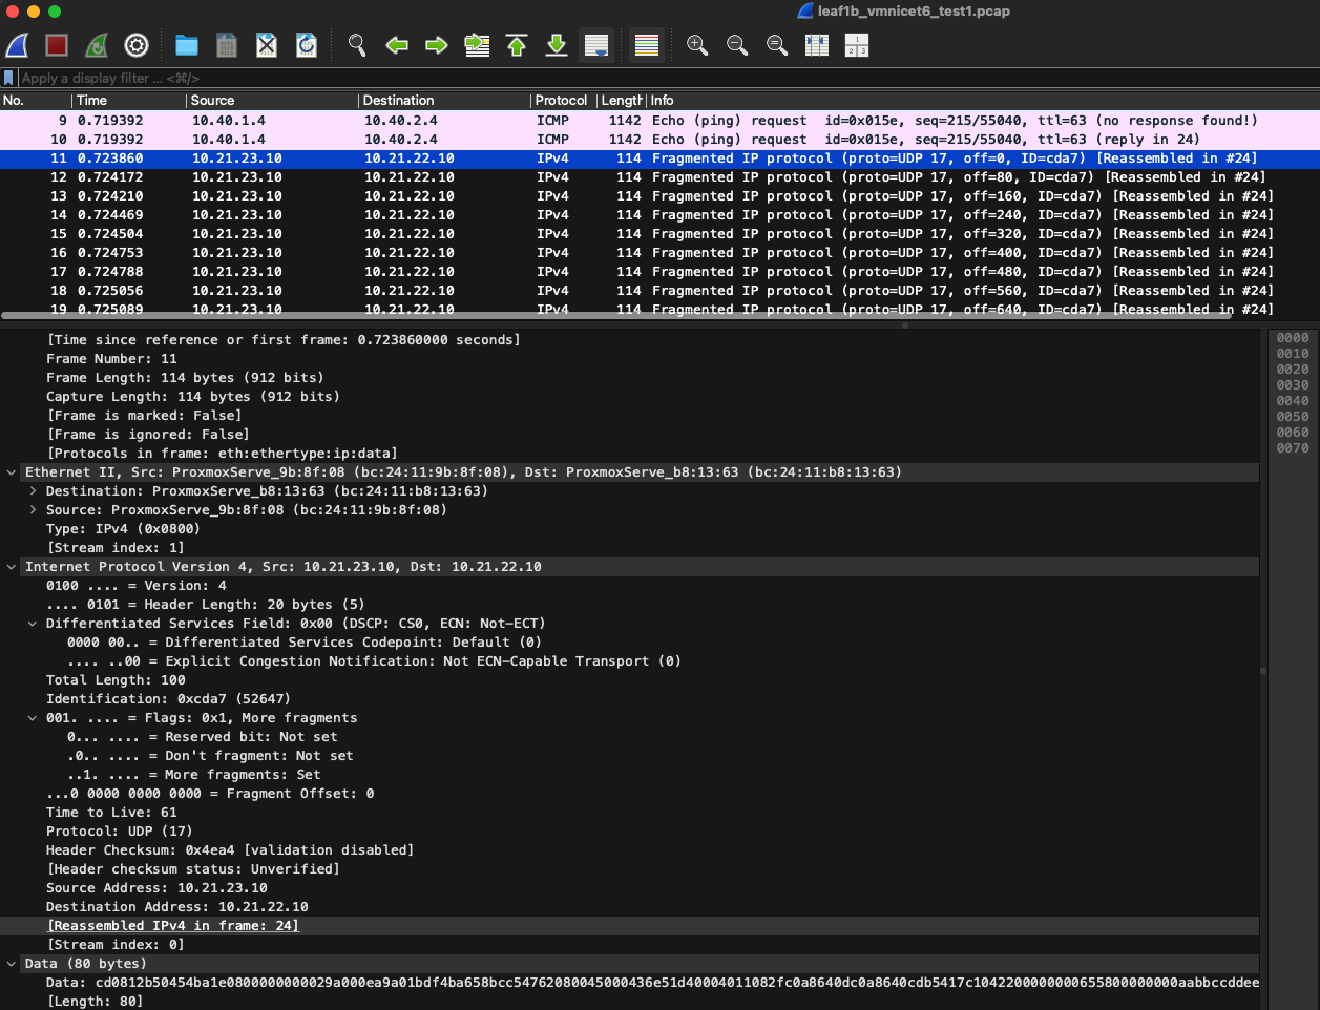 leaf1b_vmnicet6_test1.pcap
Apply a display filter ... <⌘/>
No. Time Source Destination Protocol Length Info
9 0.719392 10.40.1.4 10.40.2.4 ICMP 1142 Echo (ping) request id=0x015e, seq=215/55040, ttl=63 (no response found!)
10 0.719392 10.40.1.4 10.40.2.4 ICMP 1142 Echo (ping) request id=0x015e, seq=215/55040, ttl=63 (reply in 24)
11 0.723860 10.21.23.10 10.21.22.10 IPv4 114 Fragmented IP protocol (proto=UDP 17, off=0, ID=cda7) [Reassembled in #24]
12 0.724172 10.21.23.10 10.21.22.10 IPv4 114 Fragmented IP protocol (proto=UDP 17, off=80, ID=cda7) [Reassembled in #24]
13 0.724210 10.21.23.10 10.21.22.10 IPv4 114 Fragmented IP protocol (proto=UDP 17, off=160, ID=cda7) [Reassembled in #24]
14 0.724469 10.21.23.10 10.21.22.10 IPv4 114 Fragmented IP protocol (proto=UDP 17, off=240, ID=cda7) [Reassembled in #24]
15 0.724504 10.21.23.10 10.21.22.10 IPv4 114 Fragmented IP protocol (proto=UDP 17, off=320, ID=cda7) [Reassembled in #24]
16 0.724753 10.21.23.10 10.21.22.10 IPv4 114 Fragmented IP protocol (proto=UDP 17, off=400, ID=cda7) [Reassembled in #24]
17 0.724788 10.21.23.10 10.21.22.10 IPv4 114 Fragmented IP protocol (proto=UDP 17, off=480, ID=cda7) [Reassembled in #24]
18 0.725056 10.21.23.10 10.21.22.10 IPv4 114 Fragmented IP protocol (proto=UDP 17, off=560, ID=cda7) [Reassembled in #24]
19 0.725089 10.21.23.10 10.21.22.10 IPv4 114 Fragmented IP protocol (proto=UDP 17, off=640, ID=cda7) [Reassembled in #24]
[Time since reference or first frame: 0.723860000 seconds]
Frame Number: 11
Frame Length: 114 bytes (912 bits)
Capture Length: 114 bytes (912 bits)
[Frame is marked: False]
[Frame is ignored: False]
[Protocols in frame: eth:ethertype:ip:data]
Ethernet II, Src: ProxmoxServe_9b:8f:08 (bc:24:11:9b:8f:08), Dst: ProxmoxServe_b8:13:63 (bc:24:11:b8:13:63)
Destination: ProxmoxServe_b8:13:63 (bc:24:11:b8:13:63)
Source: ProxmoxServe_9b:8f:08 (bc:24:11:9b:8f:08)
Type: IPv4 (0x0800)
[Stream index: 1]
Internet Protocol Version 4, Src: 10.21.23.10, Dst: 10.21.22.10
0100 .... = Version: 4
.... 0101 = Header Length: 20 bytes (5)
Differentiated Services Field: 0x00 (DSCP: CS0, ECN: Not-ECT)
0000 00.. = Differentiated Services Codepoint: Default (0)
.... ..00 = Explicit Congestion Notification: Not ECN-Capable Transport (0)
Total Length: 100
Identification: 0xcda7 (52647)
001. .... = Flags: 0x1, More fragments
0... .... = Reserved bit: Not set
.0.. .... = Don't fragment: Not set
..1. .... = More fragments: Set
...0 0000 0000 0000 = Fragment Offset: 0
Time to Live: 61
Protocol: UDP (17)
Header Checksum: 0x4ea4 [validation disabled]
[Header checksum status: Unverified]
Source Address: 10.21.23.10
Destination Address: 10.21.22.10
[Reassembled IPv4 in frame: 24]
[Stream index: 0]
Data (80 bytes)
Data: cd0812b50454ba1e0800000000029a000ea9a01bdf4ba658bcc54762080045000436e51d40004011082fc0a8640dc0a8640cdb5417c104220000000065580000000​0aabbccddee
[Length: 80]
0000
0010
0020
0030
0040
0050
0060
0070